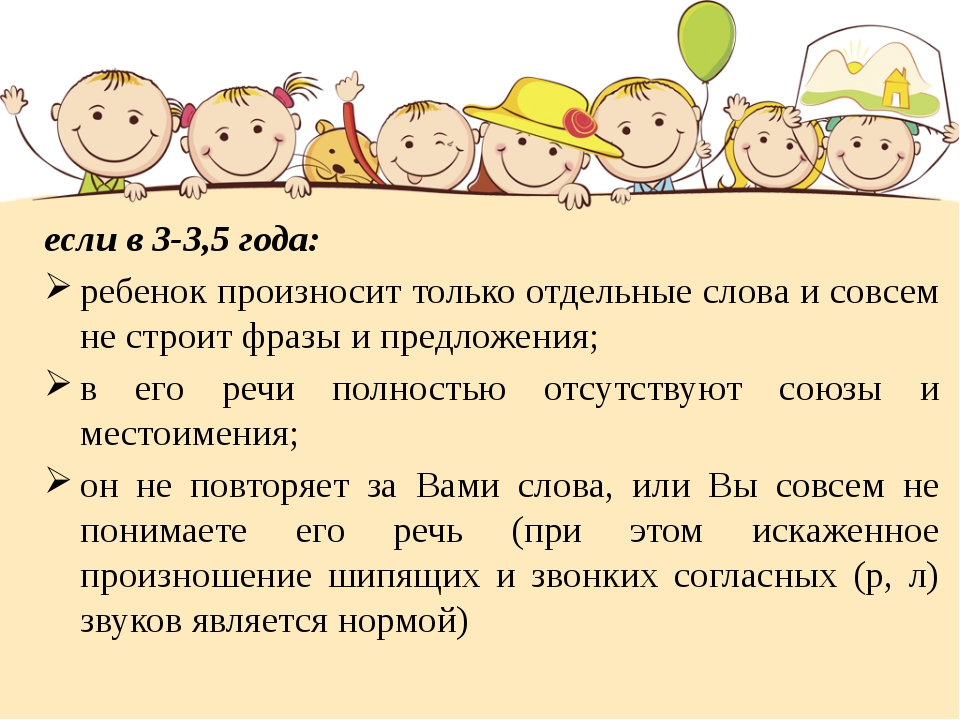 если в 3-3,5 года:
ребенок произносит только отдельные слова и совсем
не строит фразы и предложения;
в его речи полностью отсутствуют союзы и
местоимения;
он не повторяет за Вами слова, или Вы совсем не
понимаете его речь (при этом искаженное
произношение шипящих и звонких согласных (р, л)
звуков является нормой)